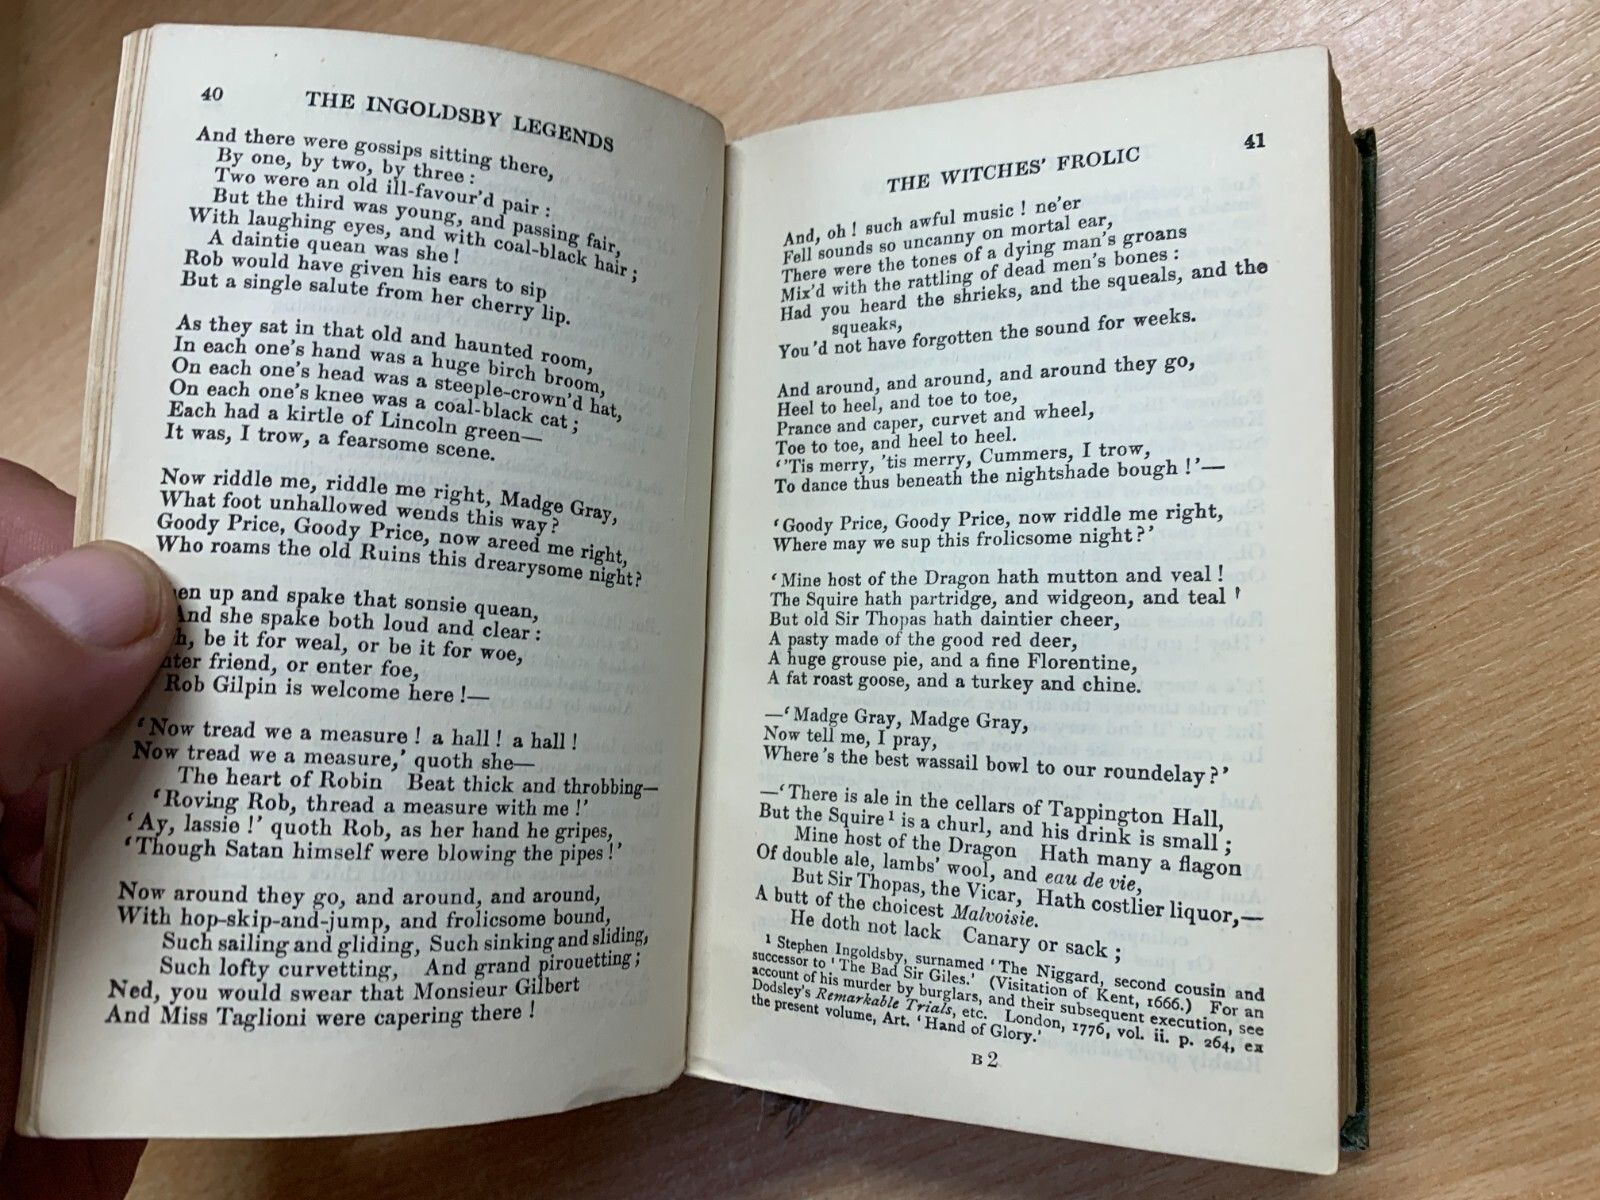 40
THE INGOLDSBY LEGENDS
And there were gossips sitting there,
By one, by two, by three :
Two were an old ill-favour'd pair :
But the third was young, and passing fair,
With laughing eyes, and with coal-black hair ;
A daintie quean was she !
Rob would have given his ears to sip
But a single salute from her cherry lip.
As they sat in that old and haunted room,
In each one's hand was a huge birch broom,
On each one's head was a steeple-crown'd hat,
On each one's knee was a coal-black cat ;
Each had a kirtle of Lincoln green—
It was, I trow, a fearsome scene.
Now riddle me, riddle me right, Madge Gray,
What foot unhallowed wends this way?
Goody Price, Goody Price, now areed me right,
Who roams the old Ruins this drearysome night?
en up and spake that sonsie quean,
And she spake both loud and clear :
h, be it for weal, or be it for woe,
ter friend, or enter foe,
Rob Gilpin is welcome here !—
'Now tread we a measure ! a hall ! a hall !
Now tread we a measure,' quoth she—
The heart of Robin Beat thick and throbbing—
'Roving Rob, thread a measure with me !'
'Ay, lassie !' quoth Rob, as her hand he gripes,
'Though Satan himself were blowing the pipes !'
Now around they go, and around, and around,
With hop-skip-and-jump, and frolicsome bound,
Such sailing and gliding, Such sinking and sliding,
Such lofty curvetting, And grand pirouetting ;
Ned, you would swear that Monsieur Gilbert
And Miss Taglioni were capering there !
THE WITCHES' FROLIC
41
And, oh ! such awful music ! ne'er
Fell sounds so uncanny on mortal ear,
There were the tones of a dying man's groans
Mix'd with the rattling of dead men's bones :
Had you heard the shrieks, and the squeals, and the
squeaks,
You'd not have forgotten the sound for weeks.
And around, and around, and around they go,
Heel to heel, and toe to toe,
Prance and caper, curvet and wheel,
Toe to toe, and heel to heel.
''Tis merry, 'tis merry, Cummers, I trow,
To dance thus beneath the nightshade bough !'—
'Goody Price, Goody Price, now riddle me right,
Where may we sup this frolicsome night?'
'Mine host of the Dragon hath mutton and veal !
The Squire hath partridge, and widgeon, and teal '
But old Sir Thopas hath daintier cheer,
A pasty made of the good red deer,
A huge grouse pie, and a fine Florentine,
A fat roast goose, and a turkey and chine.
—'Madge Gray, Madge Gray,
Now tell me, I pray,
Where's the best wassail bowl to our roundelay?'
—'There is ale in the cellars of Tappington Hall,
But the Squire¹ is a churl, and his drink is small ;
Mine host of the Dragon Hath many a flagon
Of double ale, lambs' wool, and eau de vie,
But Sir Thopas, the Vicar, Hath costlier liquor,—
A butt of the choicest Malvoisie.
He doth not lack Canary or sack ;
¹ Stephen Ingoldsby, surnamed 'The Niggard, second cousin and
successor to 'The Bad Sir Giles.' (Visitation of Kent, 1666.) For an
account of his murder by burglars, and their subsequent execution, see
Dodsley's Remarkable Trials, etc. London, 1776, vol. ii. p. 264, ex
the present volume, Art. 'Hand of Glory.'
B 2